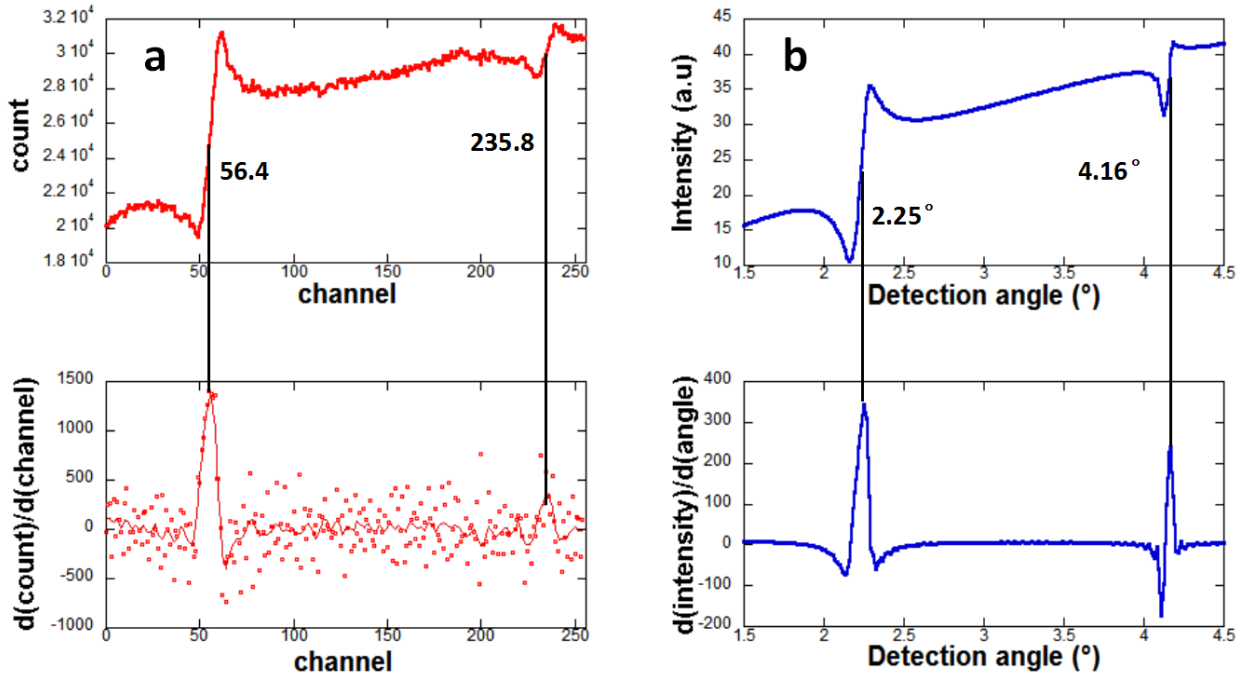 a
count
3.2 10⁴
3.0 10⁴
2.8 10⁴
2.6 10⁴
2.4 10⁴
2.2 10⁴
2.0 10⁴
1.8 10⁴
56.4
235.8
0 50 100 150 200 250
channel
b
Intensity (a.u)
45
40
35
30
25
20
15
10
2.25°
4.16°
1.5 2 2.5 3 3.5 4 4.5
Detection angle (°)
d(count)/d(channel)
1500
1000
500
0
-500
-1000
0 50 100 150 200 250
channel
d(intensity)/d(angle)
400
300
200
100
0
-100
-200
1.5 2 2.5 3 3.5 4 4.5
Detection angle (°)